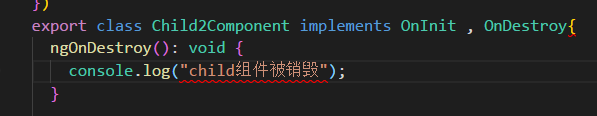 })
export class Child2Component implements OnInit , OnDestroy{
ngOnDestroy(): void {
console.log("child组件被销毁");
}